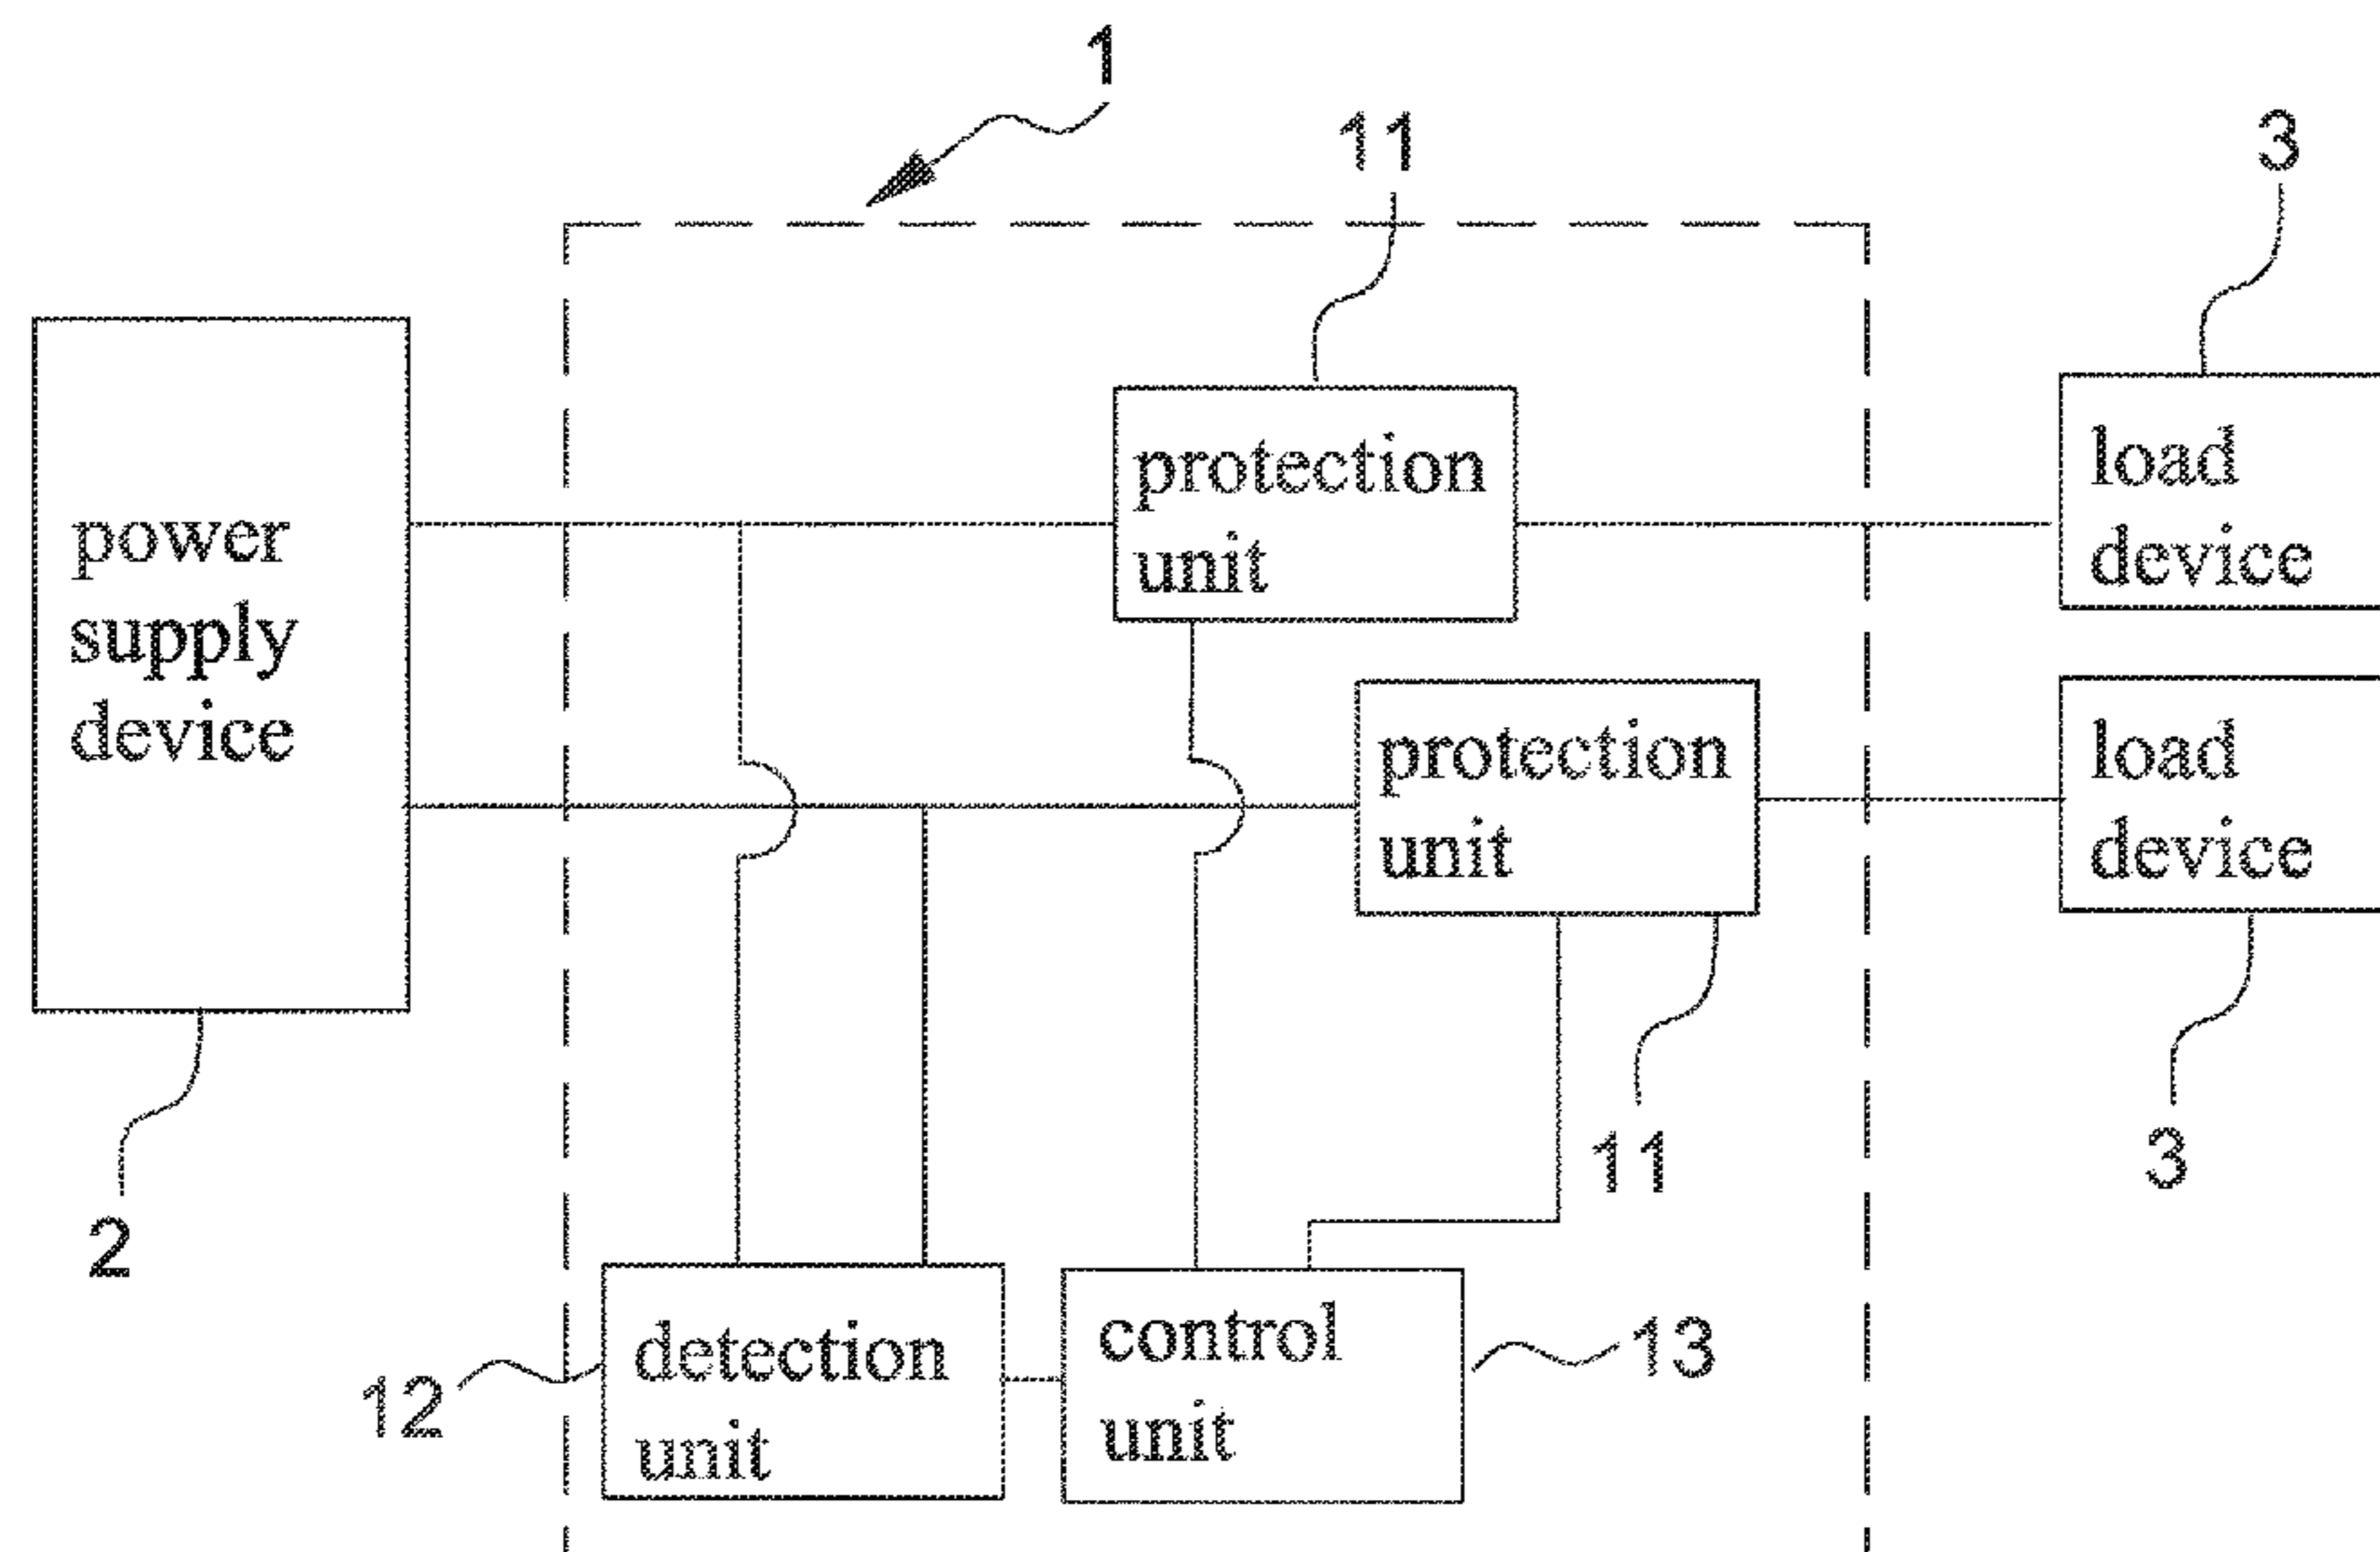 1
11
3
protection
unit
load
device
power
supply
device
protection
unit
load
device
11
3
2
detection
unit
control
unit
13
12